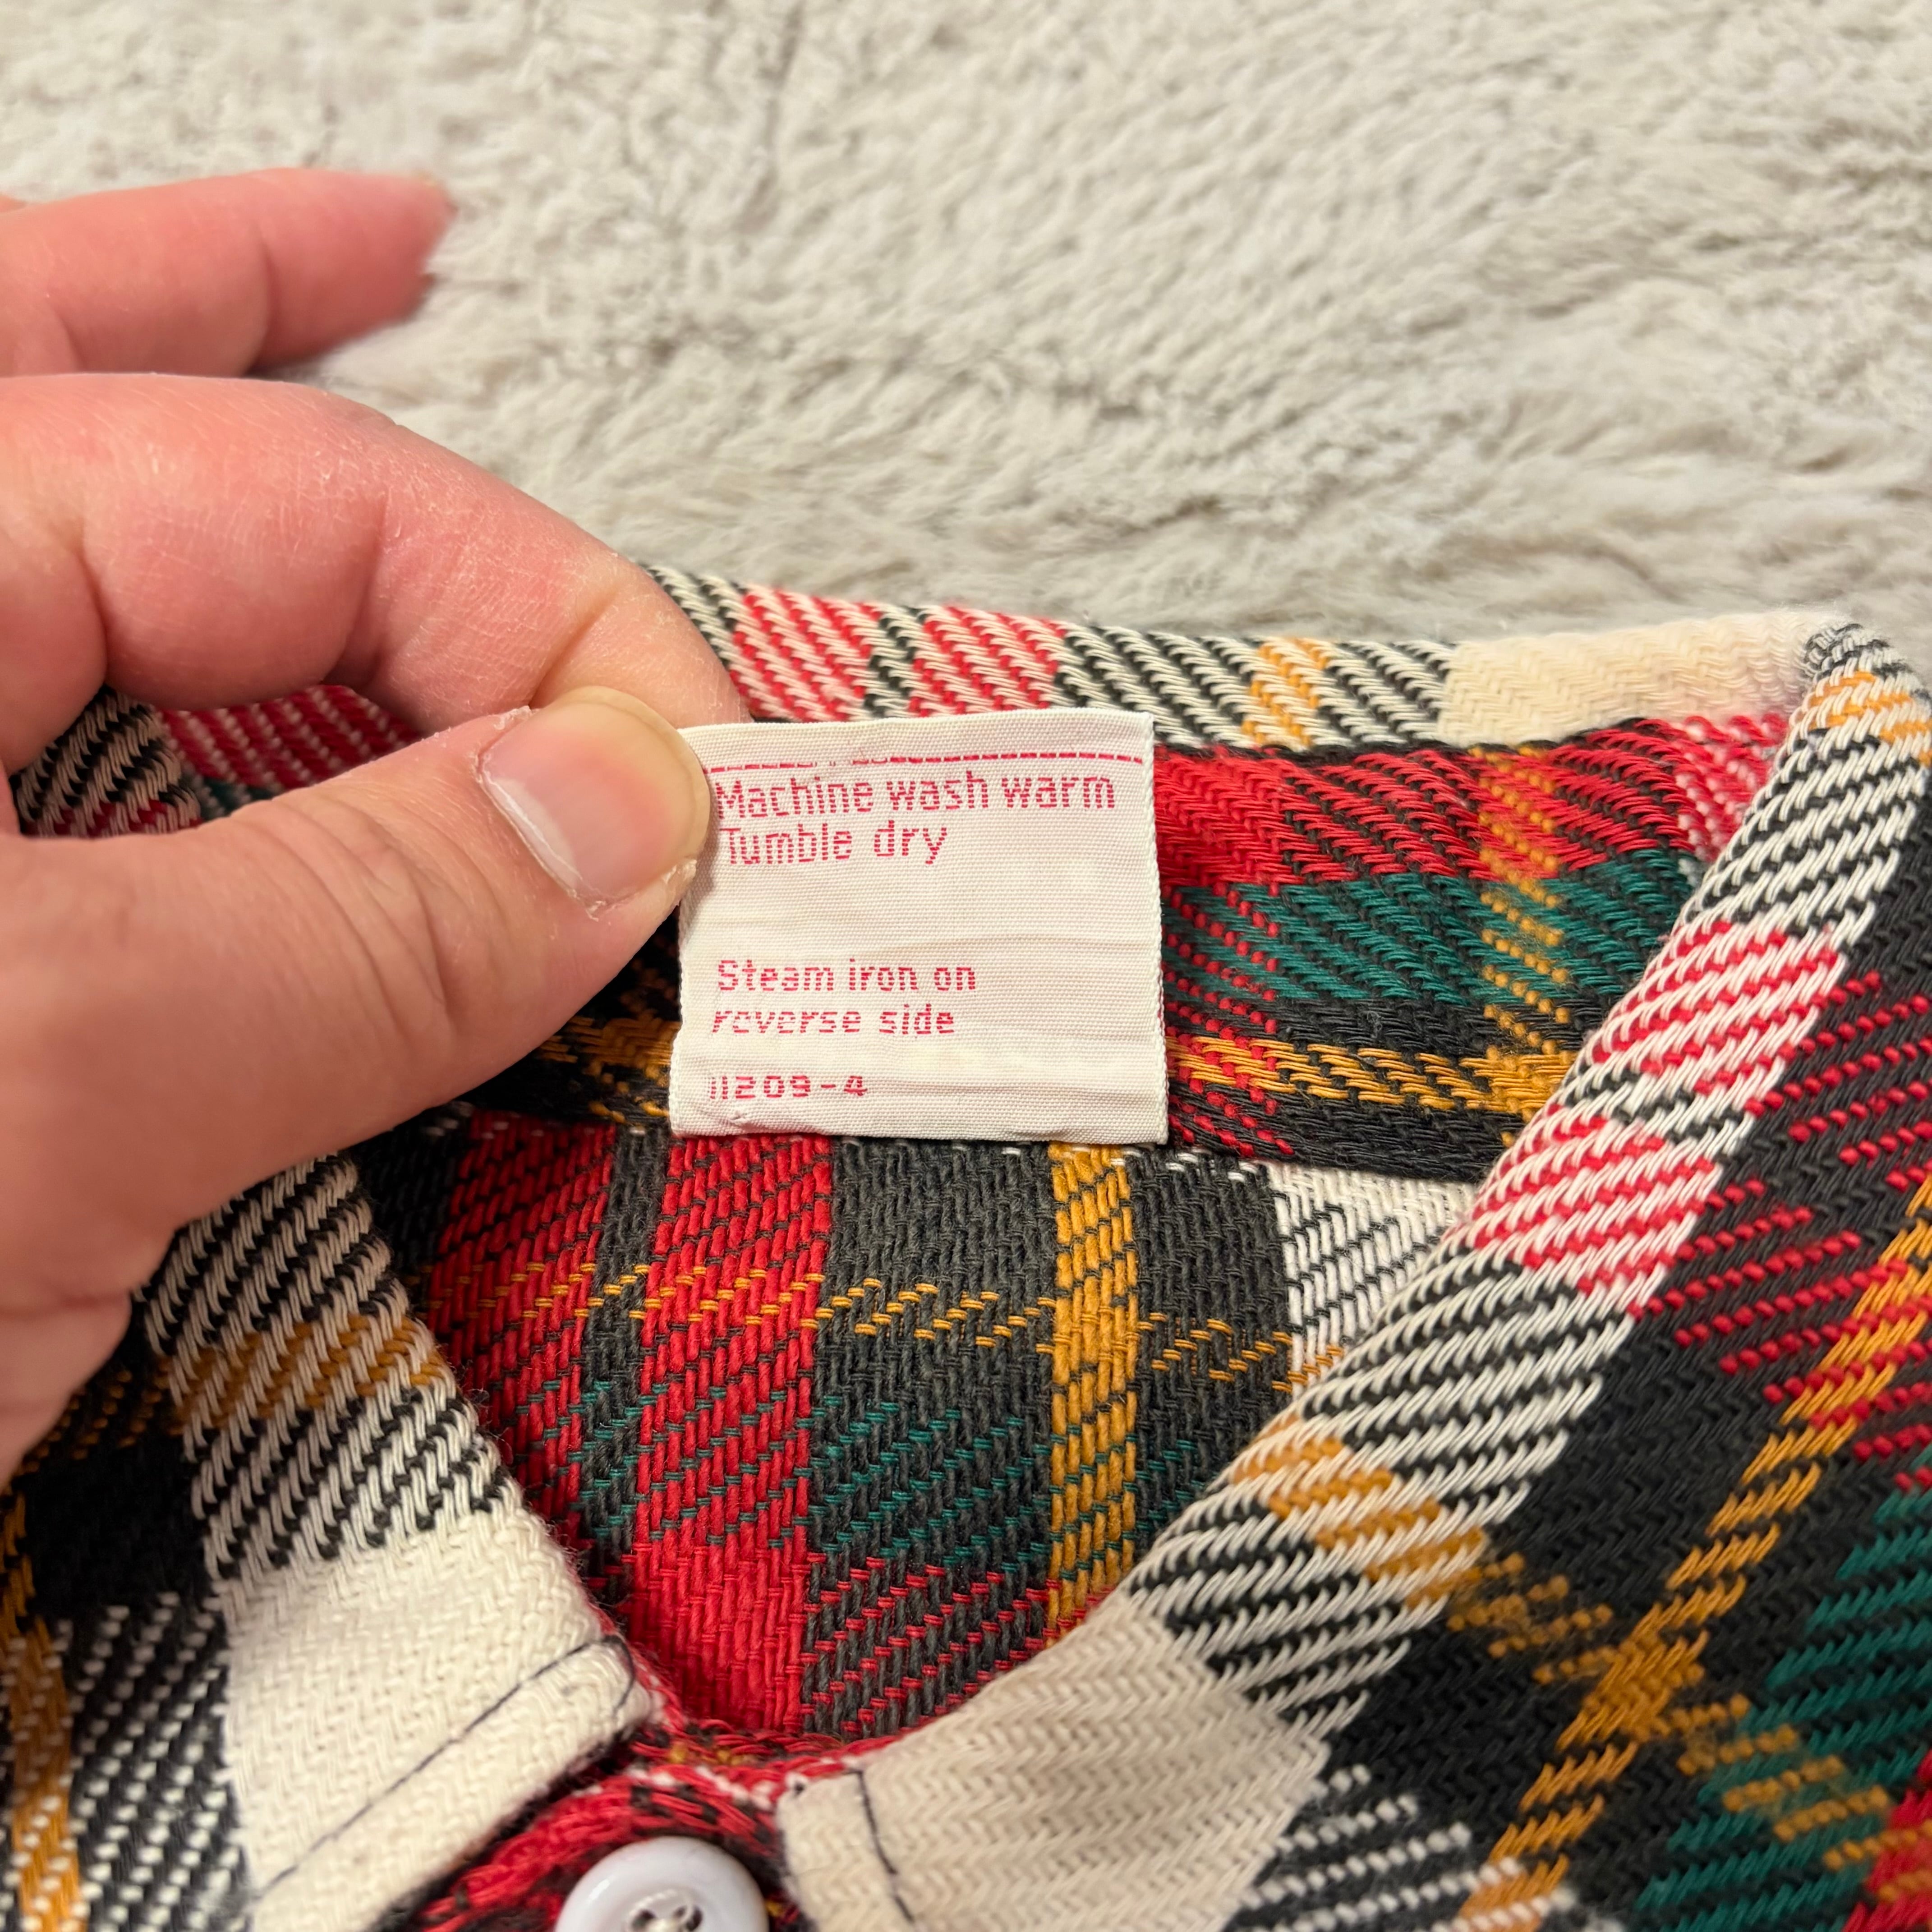 Machine wash warm
Tumble dry
Steam iron on
reverse side
11209-4